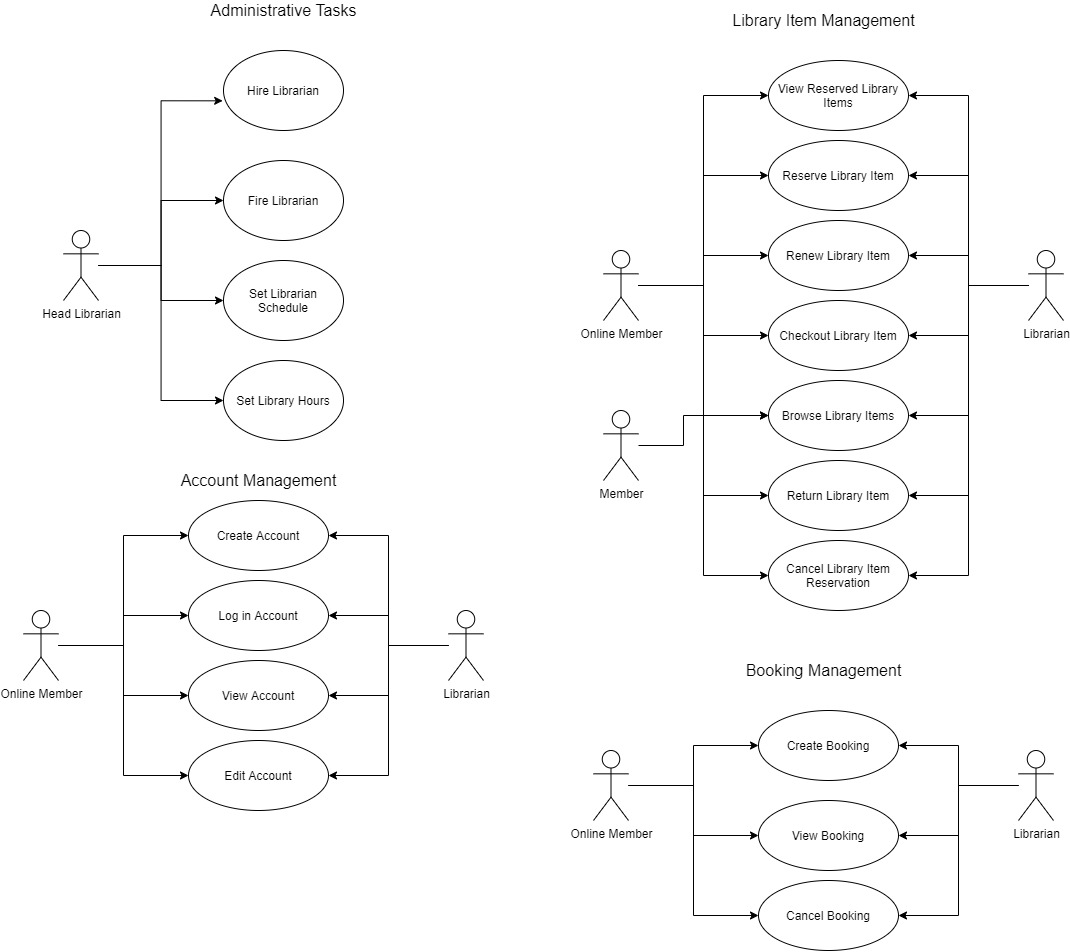 Administrative Tasks
Hire Librarian
Fire Librarian
Set Librarian
Schedule
Set Library Hours
Head Librarian
Library Item Management
View Reserved Library
Items
Reserve Library Item
Renew Library Item
Checkout Library Item
Browse Library Items
Return Library Item
Cancel Library Item
Reservation
Online Member
Member
Librarian
Account Management
Create Account
Log in Account
View Account
Edit Account
Online Member
Librarian
Booking Management
Create Booking
View Booking
Cancel Booking
Online Member
Librarian